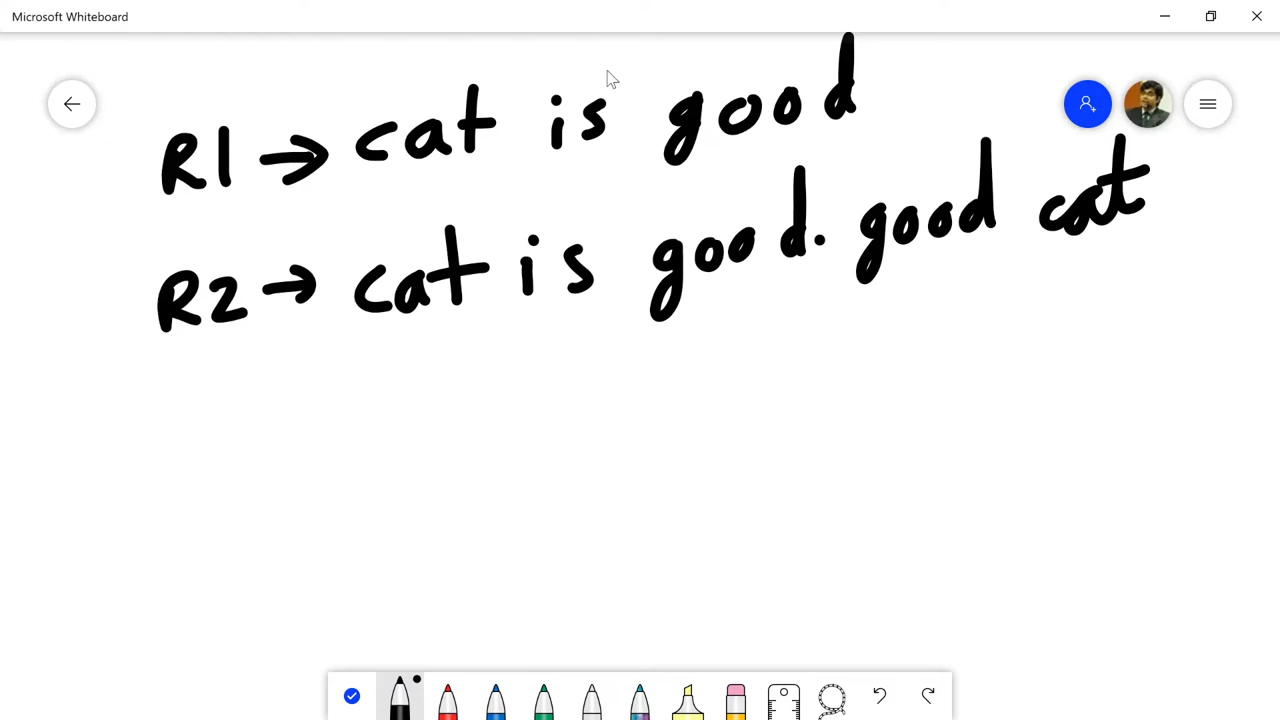 Microsoft Whiteboard
R1 → cat is good
R2 → cat is good. good cat